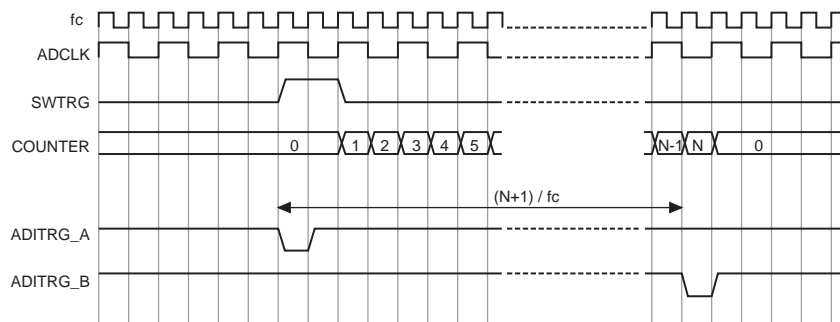 fc
ADCLK
SWTRG
COUNTER 0 1 2 3 4 5 N-1 N 0
(N+1) / fc
ADITRG_A
ADITRG_B